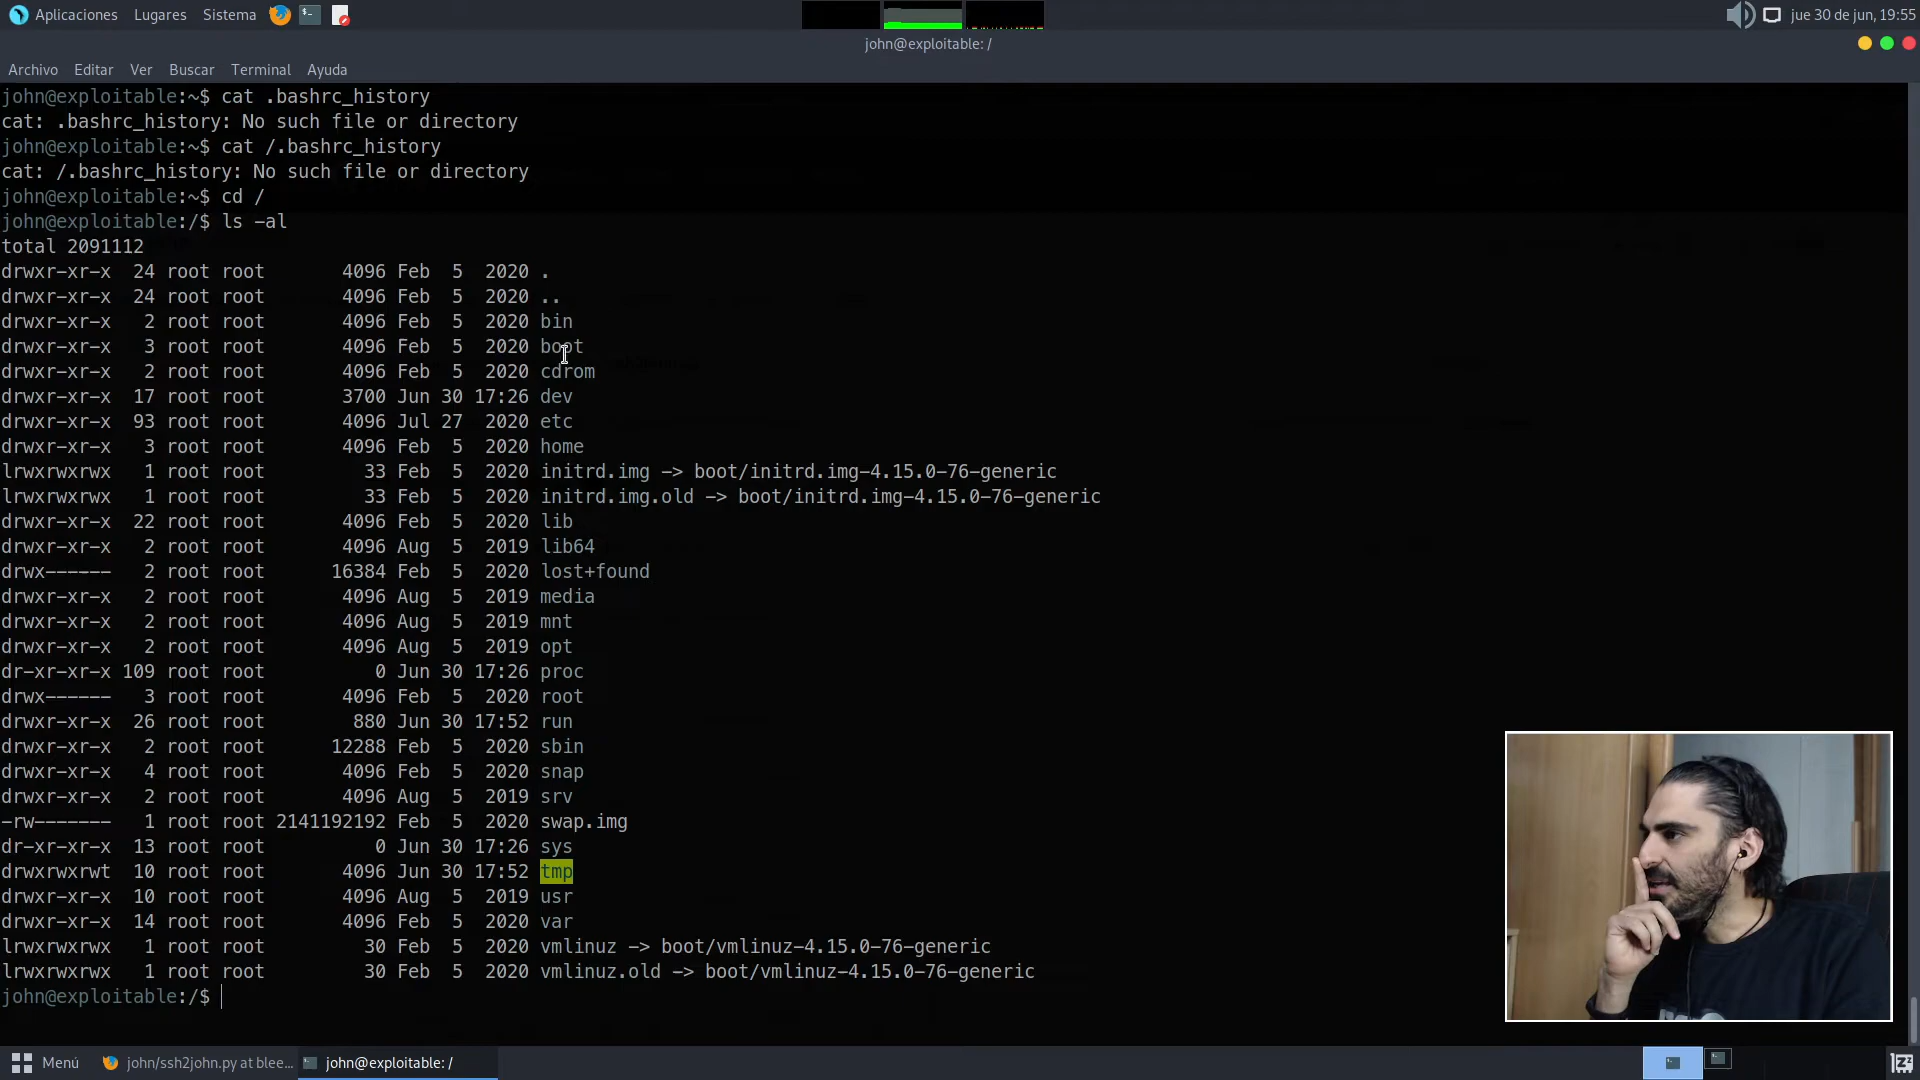 Aplicaciones Lugares Sistema
jue 30 de jun, 19:55
john@exploitable: /
Archivo Editar Ver Buscar Terminal Ayuda
john@exploitable:~$ cat .bashrc_history
cat: .bashrc_history: No such file or directory
john@exploitable:~$ cat /.bashrc_history
cat: /.bashrc_history: No such file or directory
john@exploitable:~$ cd /
john@exploitable:/$ ls -al
total 2091112
drwxr-xr-x 24 root root 4096 Feb 5 2020 .
drwxr-xr-x 24 root root 4096 Feb 5 2020 ..
drwxr-xr-x 2 root root 4096 Feb 5 2020 bin
drwxr-xr-x 3 root root 4096 Feb 5 2020 boot
drwxr-xr-x 2 root root 4096 Feb 5 2020 cdrom
drwxr-xr-x 17 root root 3700 Jun 30 17:26 dev
drwxr-xr-x 93 root root 4096 Jul 27 2020 etc
drwxr-xr-x 3 root root 4096 Feb 5 2020 home
lrwxrwxrwx 1 root root 33 Feb 5 2020 initrd.img -> boot/initrd.img-4.15.0-76-generic
lrwxrwxrwx 1 root root 33 Feb 5 2020 initrd.img.old -> boot/initrd.img-4.15.0-76-generic
drwxr-xr-x 22 root root 4096 Feb 5 2020 lib
drwxr-xr-x 2 root root 4096 Aug 5 2019 lib64
drwx------ 2 root root 16384 Feb 5 2020 lost+found
drwxr-xr-x 2 root root 4096 Aug 5 2019 media
drwxr-xr-x 2 root root 4096 Aug 5 2019 mnt
drwxr-xr-x 2 root root 4096 Aug 5 2019 opt
dr-xr-xr-x 109 root root 0 Jun 30 17:26 proc
drwx------ 3 root root 4096 Feb 5 2020 root
drwxr-xr-x 26 root root 880 Jun 30 17:52 run
drwxr-xr-x 2 root root 12288 Feb 5 2020 sbin
drwxr-xr-x 4 root root 4096 Feb 5 2020 snap
drwxr-xr-x 2 root root 4096 Aug 5 2019 srv
-rw------- 1 root root 2141192192 Feb 5 2020 swap.img
dr-xr-xr-x 13 root root 0 Jun 30 17:26 sys
drwxrwxrwt 10 root root 4096 Jun 30 17:52 tmp
drwxr-xr-x 10 root root 4096 Aug 5 2019 usr
drwxr-xr-x 14 root root 4096 Feb 5 2020 var
lrwxrwxrwx 1 root root 30 Feb 5 2020 vmlinuz -> boot/vmlinuz-4.15.0-76-generic
lrwxrwxrwx 1 root root 30 Feb 5 2020 vmlinuz.old -> boot/vmlinuz-4.15.0-76-generic
john@exploitable:/$
Menú john/ssh2john.py at blee... john@exploitable: /